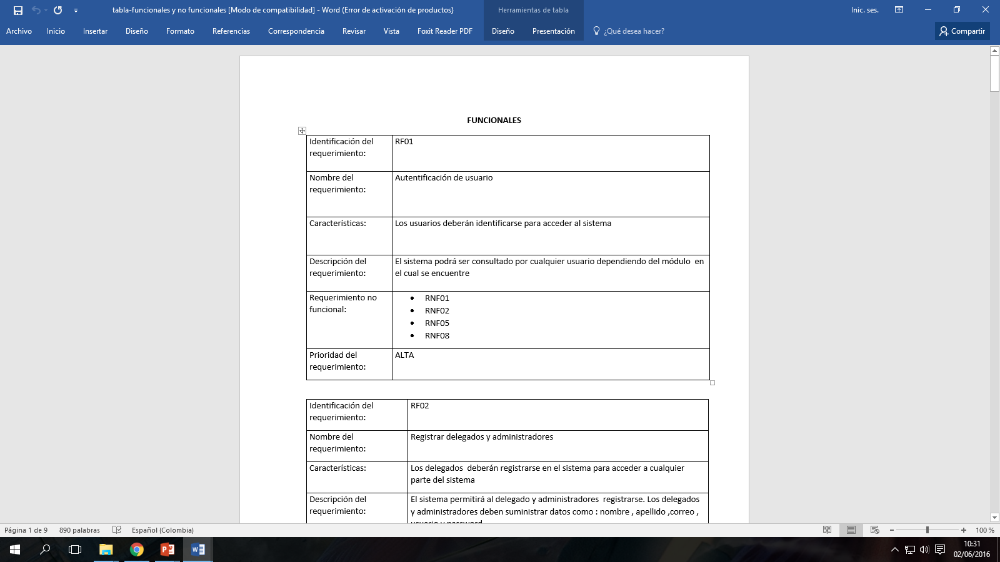 tabla-funcionales y no funcionales [Modo de compatibilidad] - Word (Error de activación de productos)
Herramientas de tabla
Inic. ses.
Archivo Inicio Insertar Diseño Formato Referencias Correspondencia Revisar Vista Foxit Reader PDF Diseño Presentación ¿Qué desea hacer? Compartir
FUNCIONALES
Identificación del
requerimiento:
RF01
Nombre del
requerimiento:
Autentificación de usuario
Características:
Los usuarios deberán identificarse para acceder al sistema
Descripción del
requerimiento:
El sistema podrá ser consultado por cualquier usuario dependiendo del módulo  en
el cual se encuentre
Requerimiento no
funcional:
• RNF01
• RNF02
• RNF05
• RNF08
Prioridad del
requerimiento:
ALTA
Identificación del
requerimiento:
RF02
Nombre del
requerimiento:
Registrar delegados y administradores
Características:
Los delegados  deberán registrarse en el sistema para acceder a cualquier
parte del sistema
Descripción del
requerimiento:
El sistema permitirá al delegado y administradores  registrarse. Los delegados
y administradores deben suministrar datos como : nombre , apellido ,correo ,
usuario y password
Página 1 de 9 890 palabras Español (Colombia) 100 %
10:31
02/06/2016